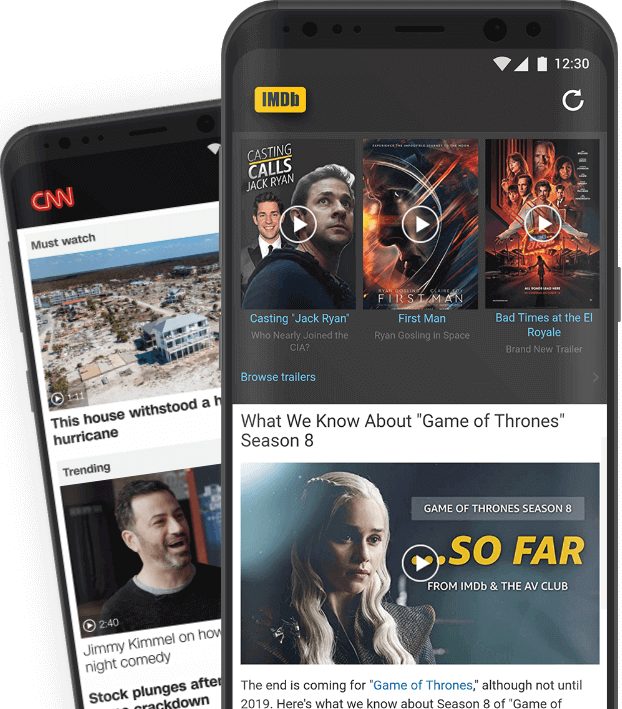 12:30
IMDb
CASTING
CALLS
JACK RYAN
RYAN GOSLING CLAIRE FOY
FIRST MAN
Casting "Jack Ryan"
Who Nearly Joined the
CIA?
First Man
Ryan Gosling in Space
Bad Times at the El
Royale
Brand New Trailer
Browse trailers
What We Know About "Game of Thrones"
Season 8
GAME OF THRONES SEASON 8
...SO FAR
FROM IMDb & THE AV CLUB
The end is coming for "Game of Thrones," although not until
2019. Here's what we know about Season 8 of "Game of
CNN
Must watch
1:11
This house withstood a h
hurricane
Trending
2:40
Jimmy Kimmel on how
night comedy
Stock plunges after
crackdown